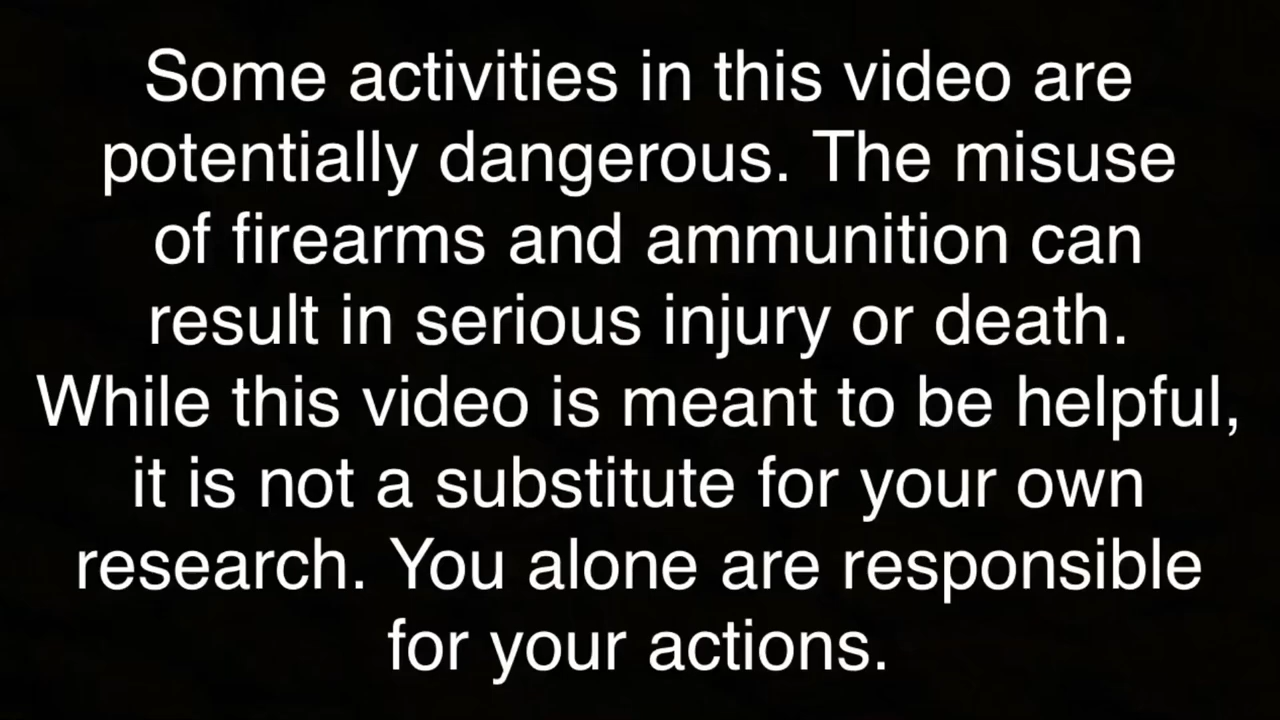 Some activities in this video are
potentially dangerous. The misuse
of firearms and ammunition can
result in serious injury or death.
While this video is meant to be helpful,
it is not a substitute for your own
research. You alone are responsible
for your actions.